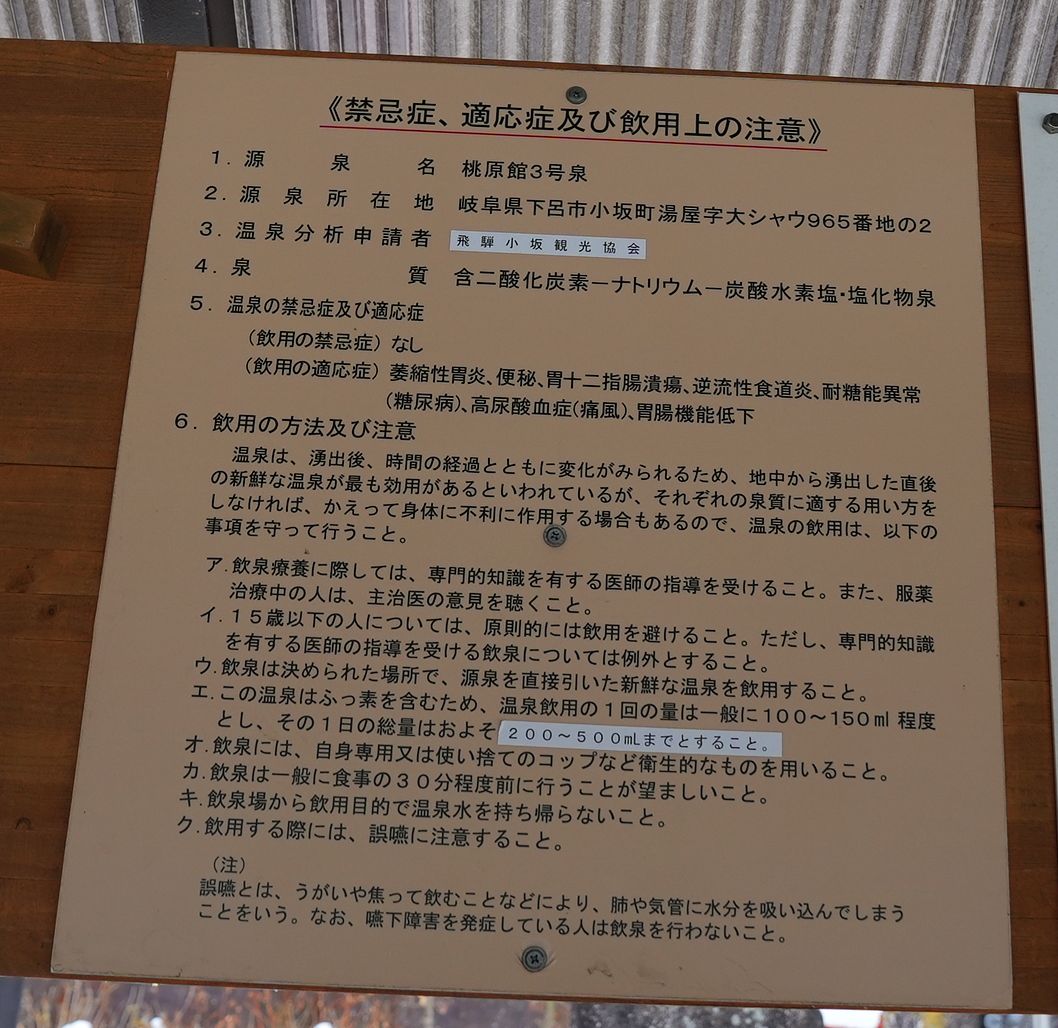 《禁忌症、適応症及び飲用上の注意》
1. 源泉名 桃原館3号泉
2. 源泉所在地 岐阜県下呂市小坂町湯屋字大シャウ965番地の2
3. 温泉分析申請者 飛騨小坂観光協会
4. 泉質 含二酸化炭素ーナトリウムー炭酸水素塩・塩化物泉
5. 温泉の禁忌症及び適応症
(飲用の禁忌症) なし
(飲用の適応症) 萎縮性胃炎、便秘、胃十二指腸潰瘍、逆流性食道炎、耐糖能異常
(糖尿病)、高尿酸血症(痛風)、胃腸機能低下
6. 飲用の方法及び注意
温泉は、湧出後、時間の経過とともに変化がみられるため、地中から湧出した直後
の新鮮な温泉が最も効用があるといわれているが、それぞれの泉質に適する用い方を
しなければ、かえって身体に不利に作用する場合もあるので、温泉の飲用は、以下の
事項を守って行うこと。
ア. 飲泉療養に際しては、専門的知識を有する医師の指導を受けること。また、服薬
治療中の人は、主治医の意見を聴くこと。
イ. 15歳以下の人については、原則的には飲用を避けること。ただし、専門的知識
を有する医師の指導を受ける飲泉については例外とすること。
ウ. 飲泉は決められた場所で、源泉を直接引いた新鮮な温泉を飲用すること。
エ. この温泉はふっ素を含むため、温泉飲用の1回の量は一般に100～150ml 程度
とし、その1日の総量はおよそ200～500mLまでとすること。
オ. 飲泉には、自身専用又は使い捨てのコップなど衛生的なものを用いること。
カ. 飲泉は一般に食事の30分程度前に行うことが望ましいこと。
キ. 飲泉場から飲用目的で温泉水を持ち帰らないこと。
ク. 飲用する際には、誤嚥に注意すること。
(注)
誤嚥とは、うがいや焦って飲むことなどにより、肺や気管に水分を吸い込んでしまう
ことをいう。なお、嚥下障害を発症している人は飲泉を行わないこと。